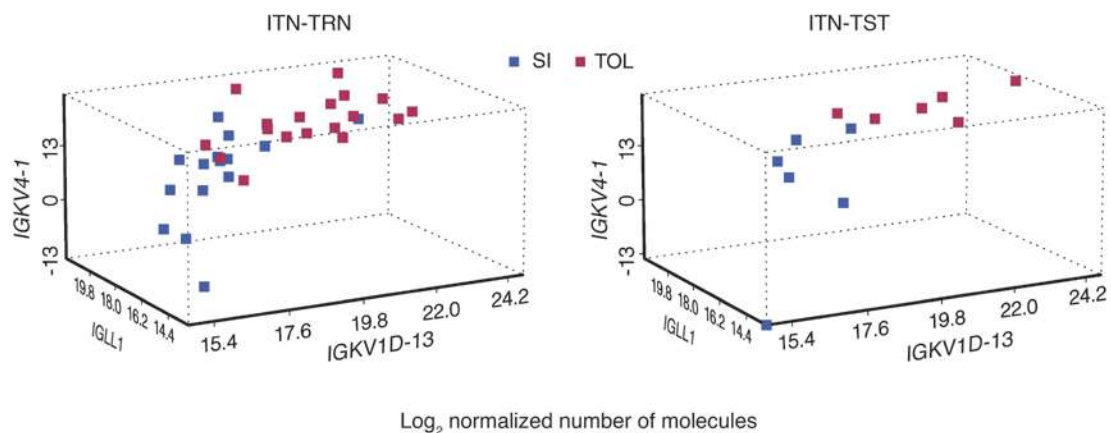 ITN-TRN
ITN-TST
SI TOL
IGKV4-1
13
0
-13
19.8
18.0
16.2
14.4
IGLL1
15.4
17.6
19.8
22.0
24.2
IGKV1D-13
IGKV4-1
13
0
-13
19.8
18.0
16.2
14.4
IGLL1
15.4
17.6
19.8
22.0
24.2
IGKV1D-13
Log₂ normalized number of molecules